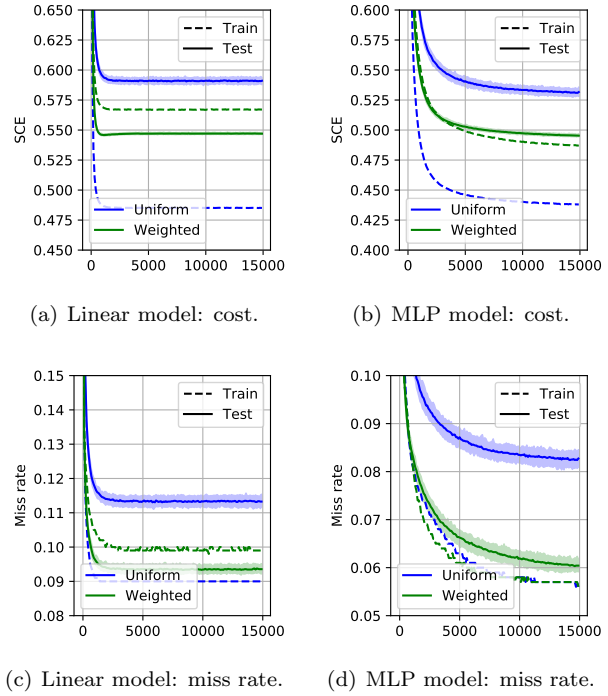 0.650
0.625
0.600
0.575
0.550
0.525
0.500
0.475
0.450
SCE
Train
Test
Uniform
Weighted
0 5000 10000 15000
(a) Linear model: cost.
0.600
0.575
0.550
0.525
0.500
0.475
0.450
0.425
0.400
SCE
Train
Test
Uniform
Weighted
0 5000 10000 15000
(b) MLP model: cost.
0.15
0.14
0.13
0.12
0.11
0.10
0.09
0.08
Miss rate
Train
Test
Uniform
Weighted
0 5000 10000 15000
(c) Linear model: miss rate.
0.10
0.09
0.08
0.07
0.06
0.05
Miss rate
Train
Test
Uniform
Weighted
0 5000 10000 15000
(d) MLP model: miss rate.